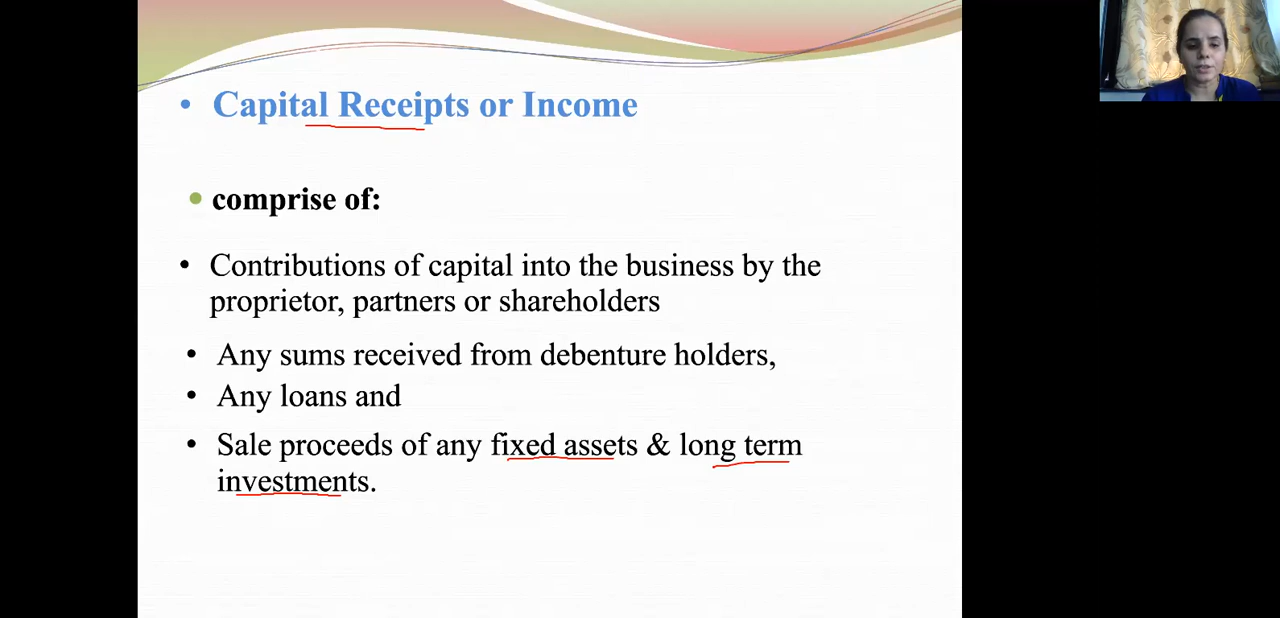 • Capital Receipts or Income
• comprise of:
• Contributions of capital into the business by the
proprietor, partners or shareholders
• Any sums received from debenture holders,
• Any loans and
• Sale proceeds of any fixed assets & long term
investments.